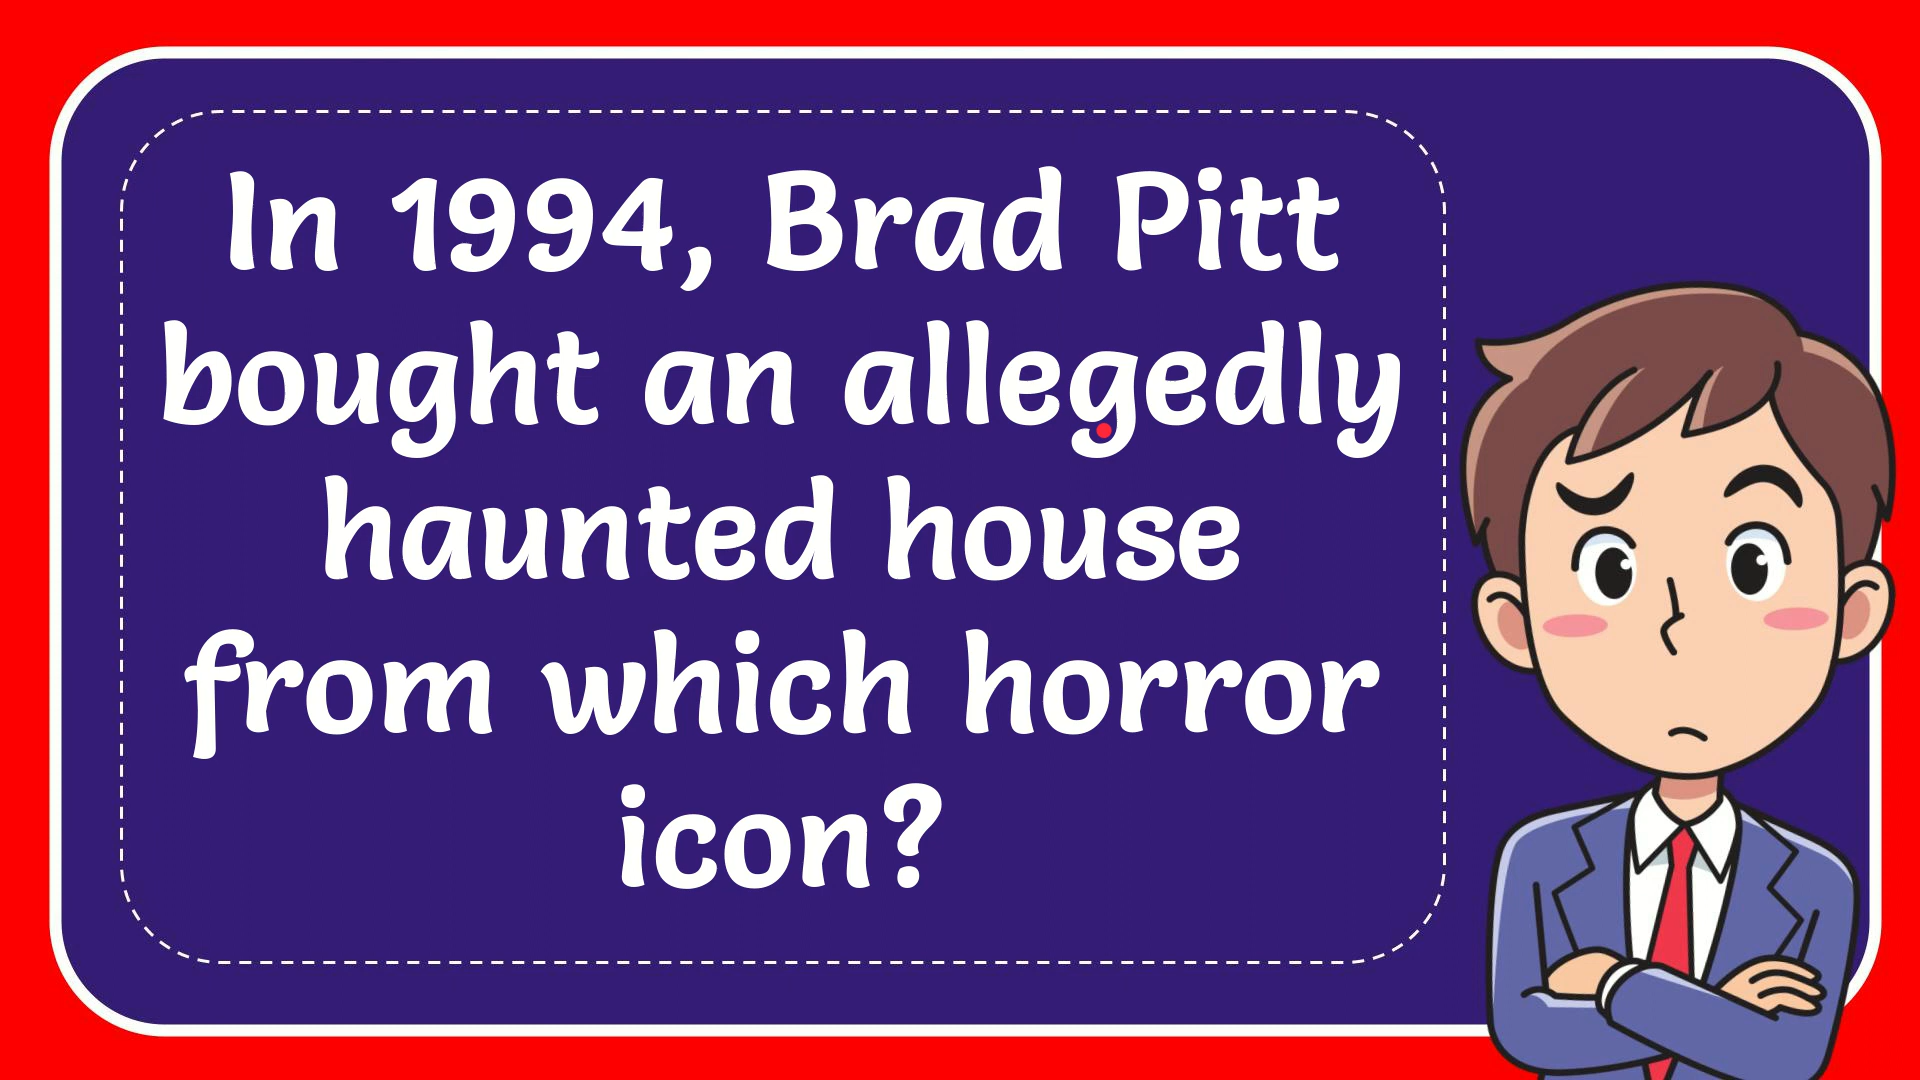 In 1994, Brad Pitt
bought an allegedly
haunted house
from which horror
icon?